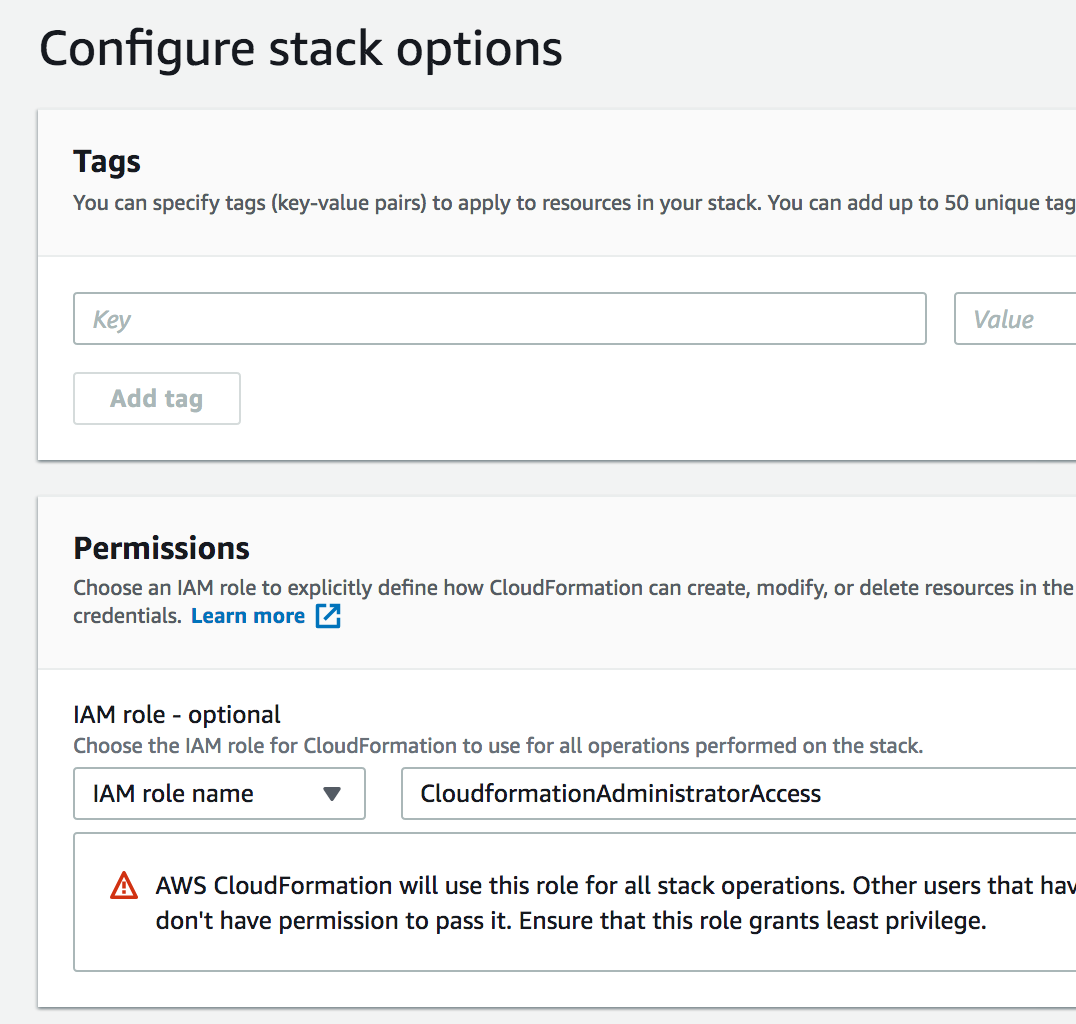 Configure stack options
Tags
You can specify tags (key-value pairs) to apply to resources in your stack. You can add up to 50 unique tag
Key
Value
Add tag
Permissions
Choose an IAM role to explicitly define how CloudFormation can create, modify, or delete resources in the
credentials. Learn more
IAM role - optional
Choose the IAM role for CloudFormation to use for all operations performed on the stack.
IAM role name
CloudformationAdministratorAccess
AWS CloudFormation will use this role for all stack operations. Other users that hav
don't have permission to pass it. Ensure that this role grants least privilege.